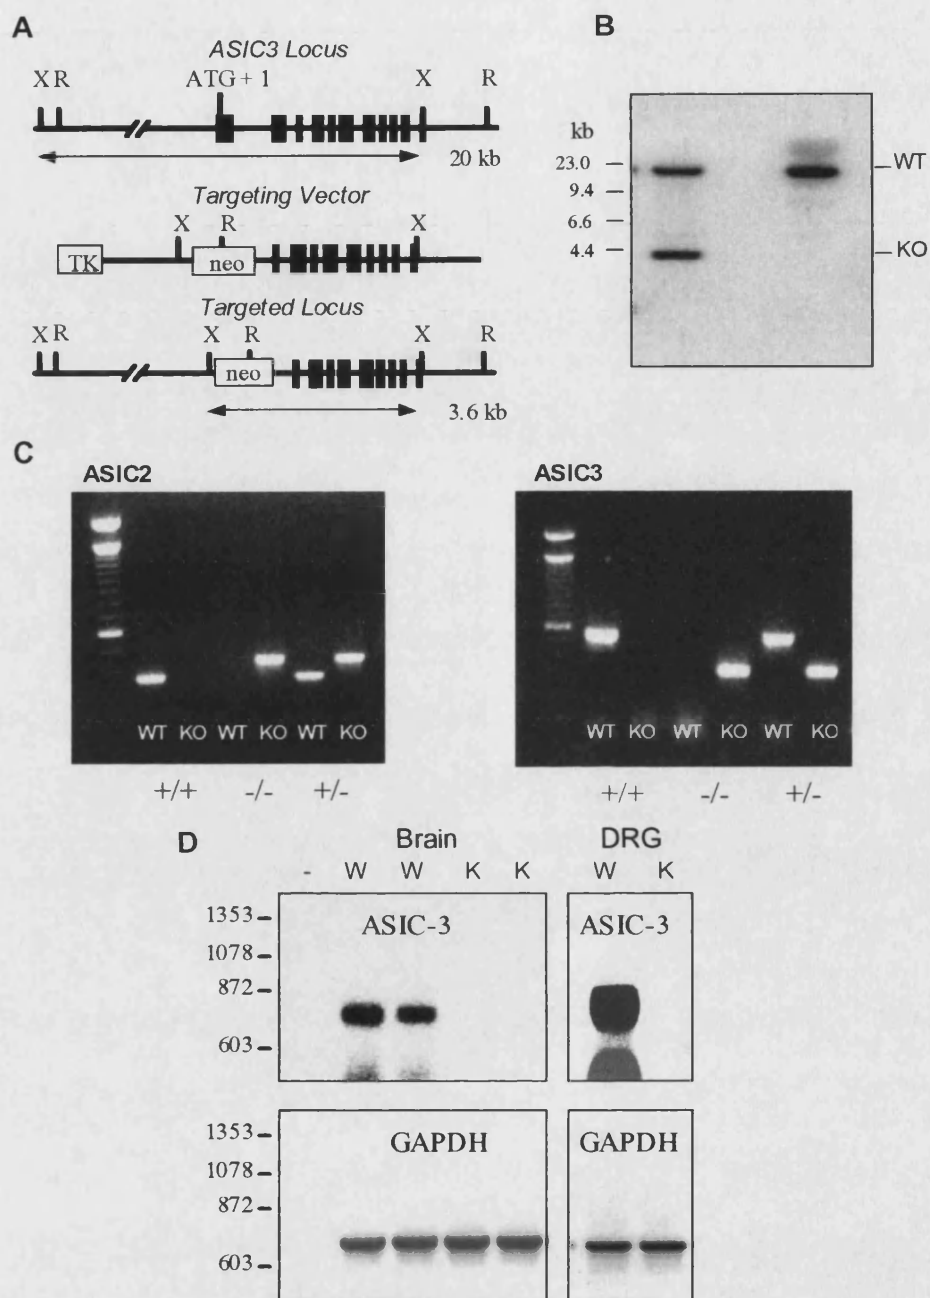 A
ASIC3 Locus
X R ATG + 1 X R
20 kb
Targeting Vector
X R X
TK neo
Targeted Locus
X R X R X R
neo
3.6 kb
B
kb
23.0
9.4
6.6
4.4
WT
KO
C
ASIC2
WT KO WT KO WT KO
+/+ -/- +/-
ASIC3
WT KO WT KO WT KO
+/+ -/- +/-
D
Brain DRG
- W W K K W K
1353
1078
872
603
ASIC-3
ASIC-3
1353
1078
872
603
GAPDH
GAPDH